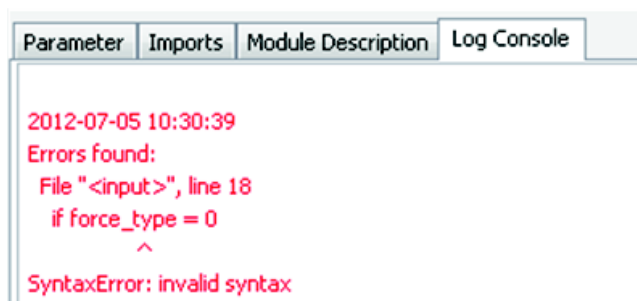 Parameter Imports Module Description Log Console
2012-07-05 10:30:39
Errors found:
File "<input>", line 18
if force_type = 0
^
SyntaxError: invalid syntax